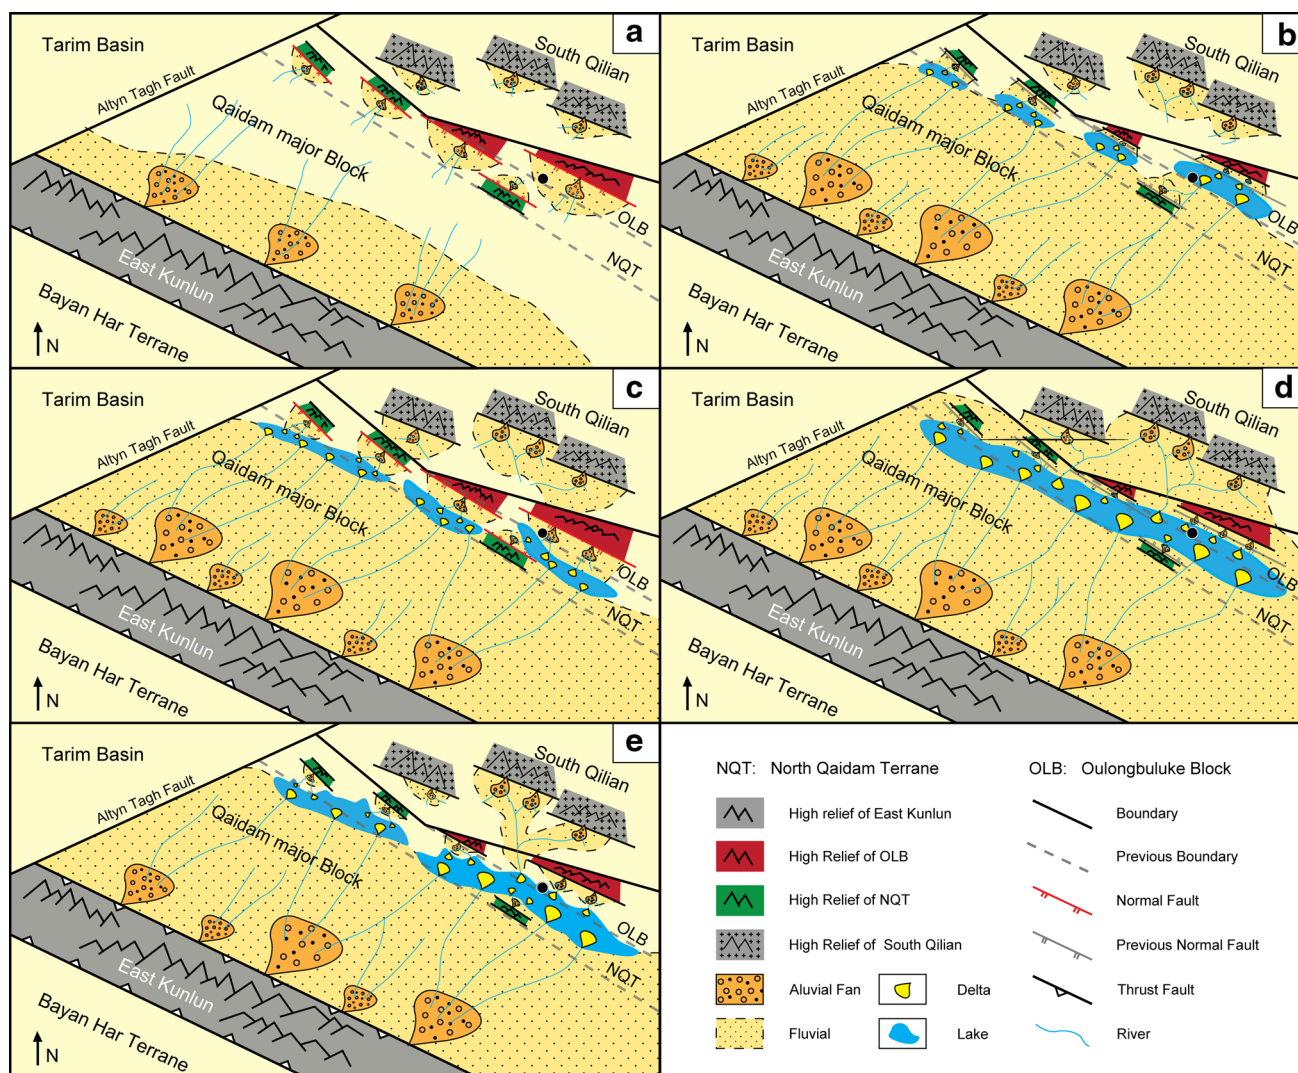 a
Tarim Basin
South Qilian
Altyn Tagh Fault
Qaidam major Block
OLB
NQT
East Kunlun
Bayan Har Terrane
N
b
Tarim Basin
South Qilian
Altyn Tagh Fault
Qaidam major Block
OLB
NQT
East Kunlun
Bayan Har Terrane
N
c
Tarim Basin
South Qilian
Altyn Tagh Fault
Qaidam major Block
OLB
NQT
East Kunlun
Bayan Har Terrane
N
d
Tarim Basin
South Qilian
Altyn Tagh Fault
Qaidam major Block
OLB
NQT
East Kunlun
Bayan Har Terrane
N
e
Tarim Basin
South Qilian
Altyn Tagh Fault
Qaidam major Block
OLB
NQT
East Kunlun
Bayan Har Terrane
N
NQT: North Qaidam Terrane
OLB: Oulongbuluke Block
High relief of East Kunlun
Boundary
High Relief of OLB
Previous Boundary
High Relief of NQT
Normal Fault
High Relief of South Qilian
Previous Normal Fault
Aluvial Fan
Delta
Thrust Fault
Fluvial
Lake
River